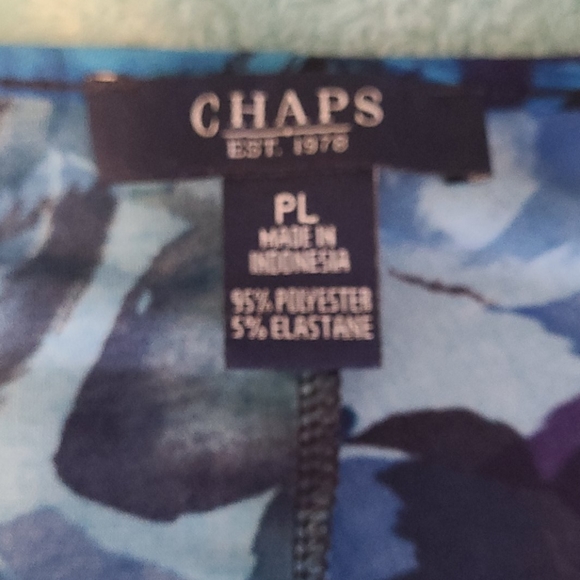 CHAPS
EST. 1978
PL
MADE IN
INDONESIA
95% POLYESTER
5% ELASTANE